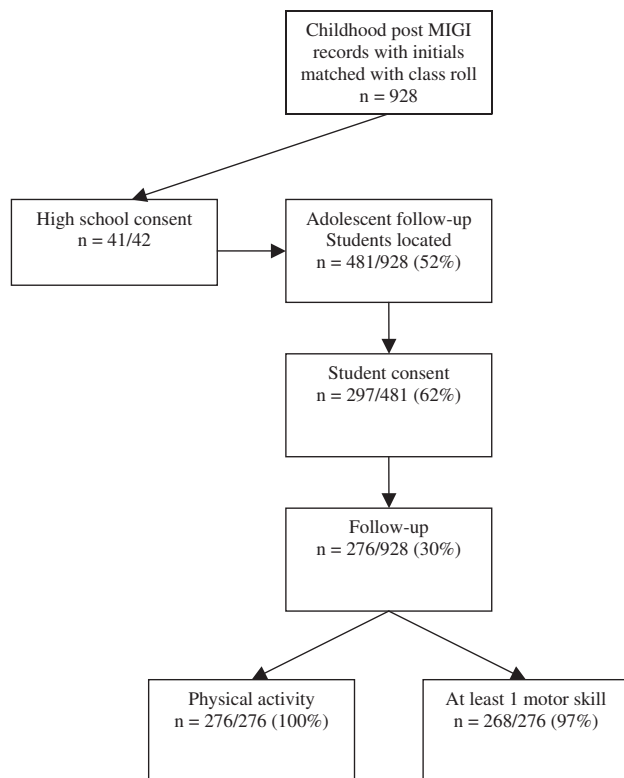 Childhood post MIGI
records with initials
matched with class roll
n = 928
High school consent
n = 41/42
Adolescent follow-up
Students located
n = 481/928 (52%)
Student consent
n = 297/481 (62%)
Follow-up
n = 276/928 (30%)
Physical activity
n = 276/276 (100%)
At least 1 motor skill
n = 268/276 (97%)